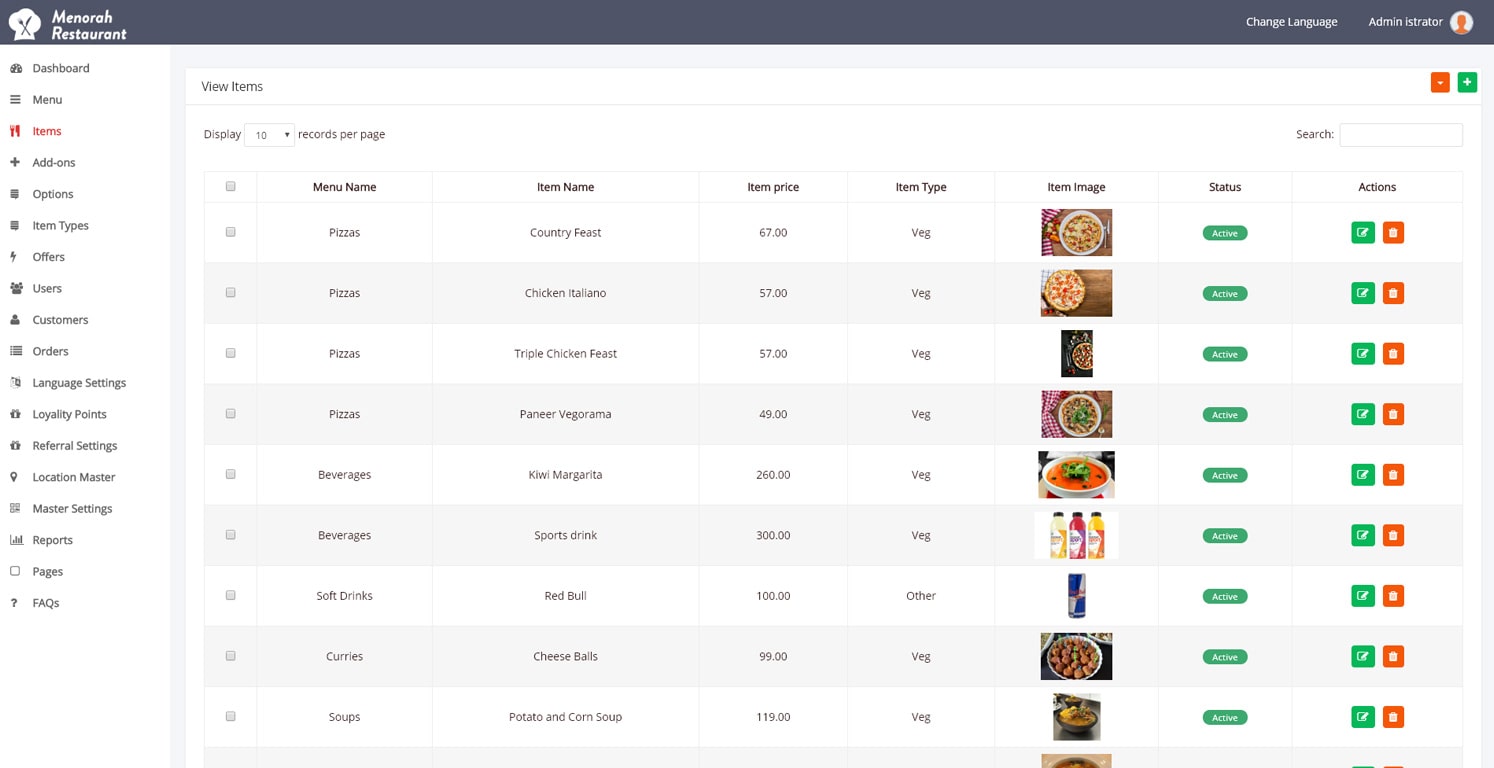 Menorah
Restaurant
Change Language
Admin istrator
Dashboard
Menu
Items
Add-ons
Options
Item Types
Offers
Users
Customers
Orders
Language Settings
Loyality Points
Referral Settings
Location Master
Master Settings
Reports
Pages
FAQs
View Items
Display 10 records per page
Search:
Menu Name Item Name Item price Item Type Item Image Status Actions
Pizzas Country Feast 67.00 Veg Active
Pizzas Chicken Italiano 57.00 Veg Active
Pizzas Triple Chicken Feast 57.00 Veg Active
Pizzas Paneer Vegorama 49.00 Veg Active
Beverages Kiwi Margarita 260.00 Veg Active
Beverages Sports drink 300.00 Veg Active
Soft Drinks Red Bull 100.00 Other Active
Curries Cheese Balls 99.00 Veg Active
Soups Potato and Corn Soup 119.00 Veg Active